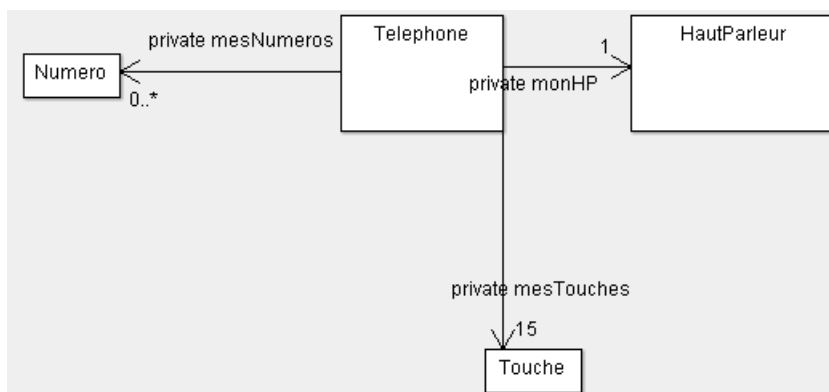 private mesNumeros
Telephone
1
HautParleur
Numero
0..*
private monHP
private mesTouches
15
Touche